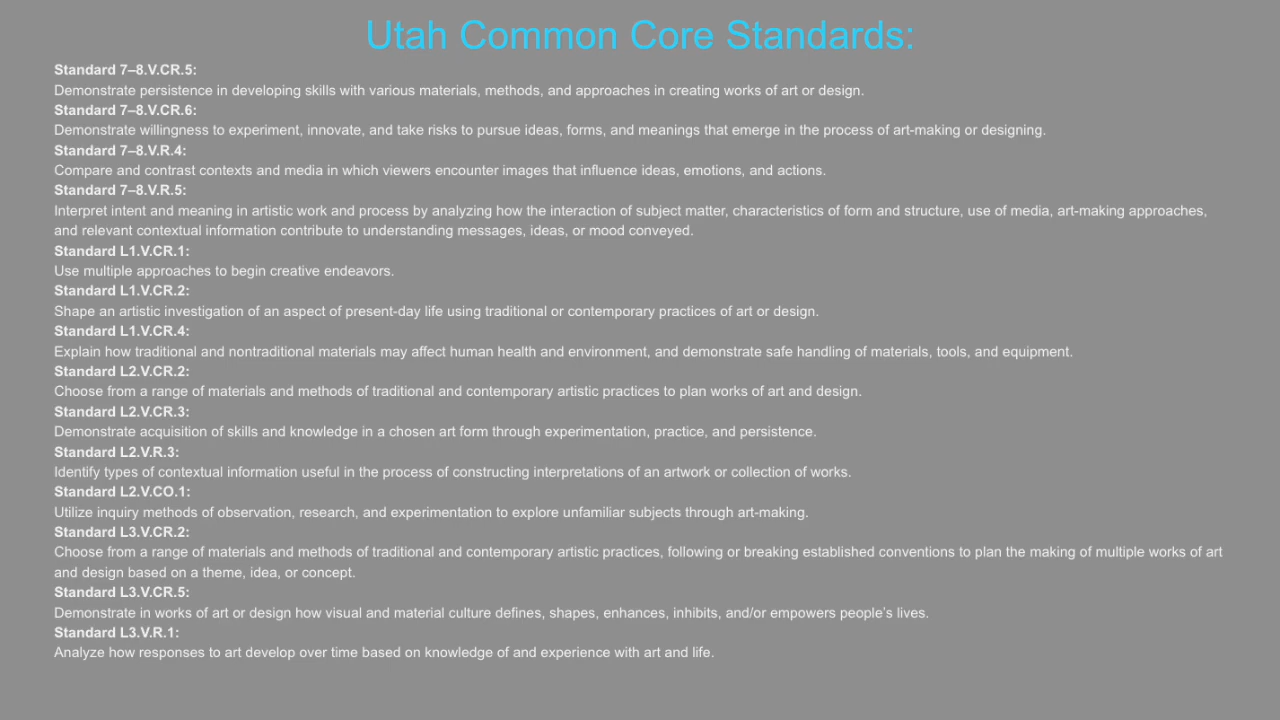 Utah Common Core Standards:
Standard 7–8.V.CR.5:
Demonstrate persistence in developing skills with various materials, methods, and approaches in creating works of art or design.
Standard 7–8.V.CR.6:
Demonstrate willingness to experiment, innovate, and take risks to pursue ideas, forms, and meanings that emerge in the process of art-making or designing.
Standard 7–8.V.R.4:
Compare and contrast contexts and media in which viewers encounter images that influence ideas, emotions, and actions.
Standard 7–8.V.R.5:
Interpret intent and meaning in artistic work and process by analyzing how the interaction of subject matter, characteristics of form and structure, use of media, art-making approaches,
and relevant contextual information contribute to understanding messages, ideas, or mood conveyed.
Standard L1.V.CR.1:
Use multiple approaches to begin creative endeavors.
Standard L1.V.CR.2:
Shape an artistic investigation of an aspect of present-day life using traditional or contemporary practices of art or design.
Standard L1.V.CR.4:
Explain how traditional and nontraditional materials may affect human health and environment, and demonstrate safe handling of materials, tools, and equipment.
Standard L2.V.CR.2:
Choose from a range of materials and methods of traditional and contemporary artistic practices to plan works of art and design.
Standard L2.V.CR.3:
Demonstrate acquisition of skills and knowledge in a chosen art form through experimentation, practice, and persistence.
Standard L2.V.R.3:
Identify types of contextual information useful in the process of constructing interpretations of an artwork or collection of works.
Standard L2.V.CO.1:
Utilize inquiry methods of observation, research, and experimentation to explore unfamiliar subjects through art-making.
Standard L3.V.CR.2:
Choose from a range of materials and methods of traditional and contemporary artistic practices, following or breaking established conventions to plan the making of multiple works of art
and design based on a theme, idea, or concept.
Standard L3.V.CR.5:
Demonstrate in works of art or design how visual and material culture defines, shapes, enhances, inhibits, and/or empowers people's lives.
Standard L3.V.R.1:
Analyze how responses to art develop over time based on knowledge of and experience with art and life.